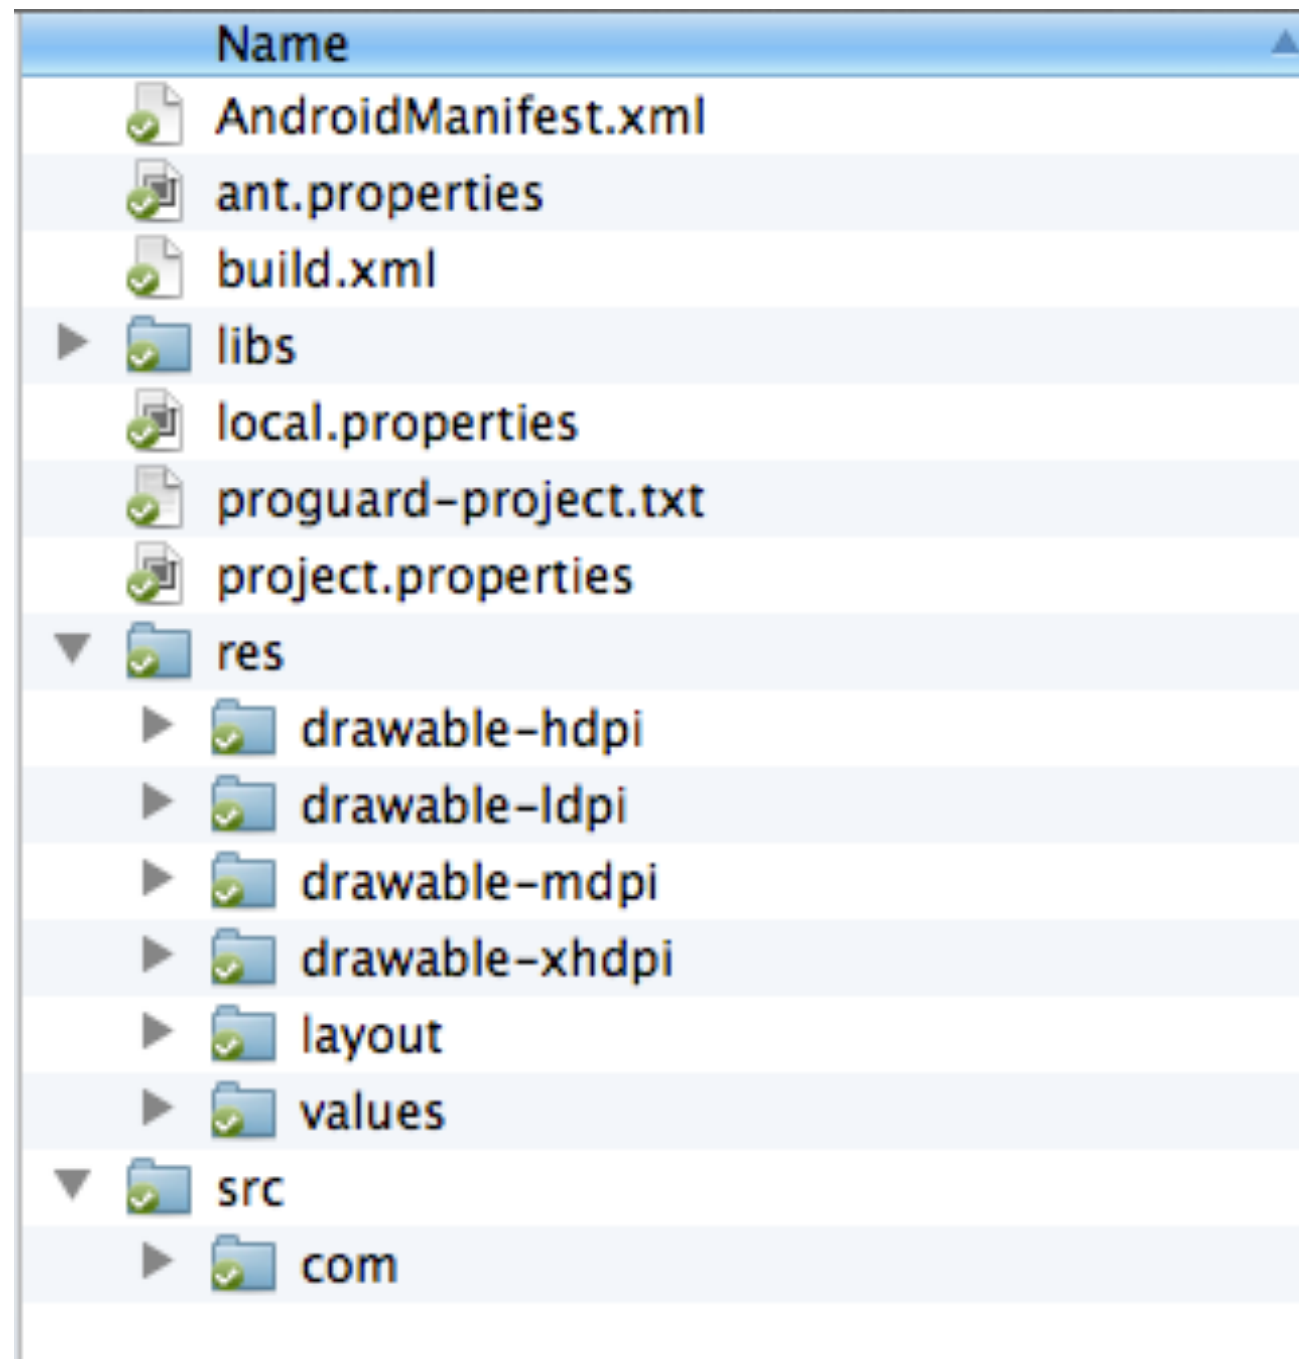 Name
AndroidManifest.xml
ant.properties
build.xml
libs
local.properties
proguard-project.txt
project.properties
res
drawable-hdpi
drawable-ldpi
drawable-mdpi
drawable-xhdpi
layout
values
src
com